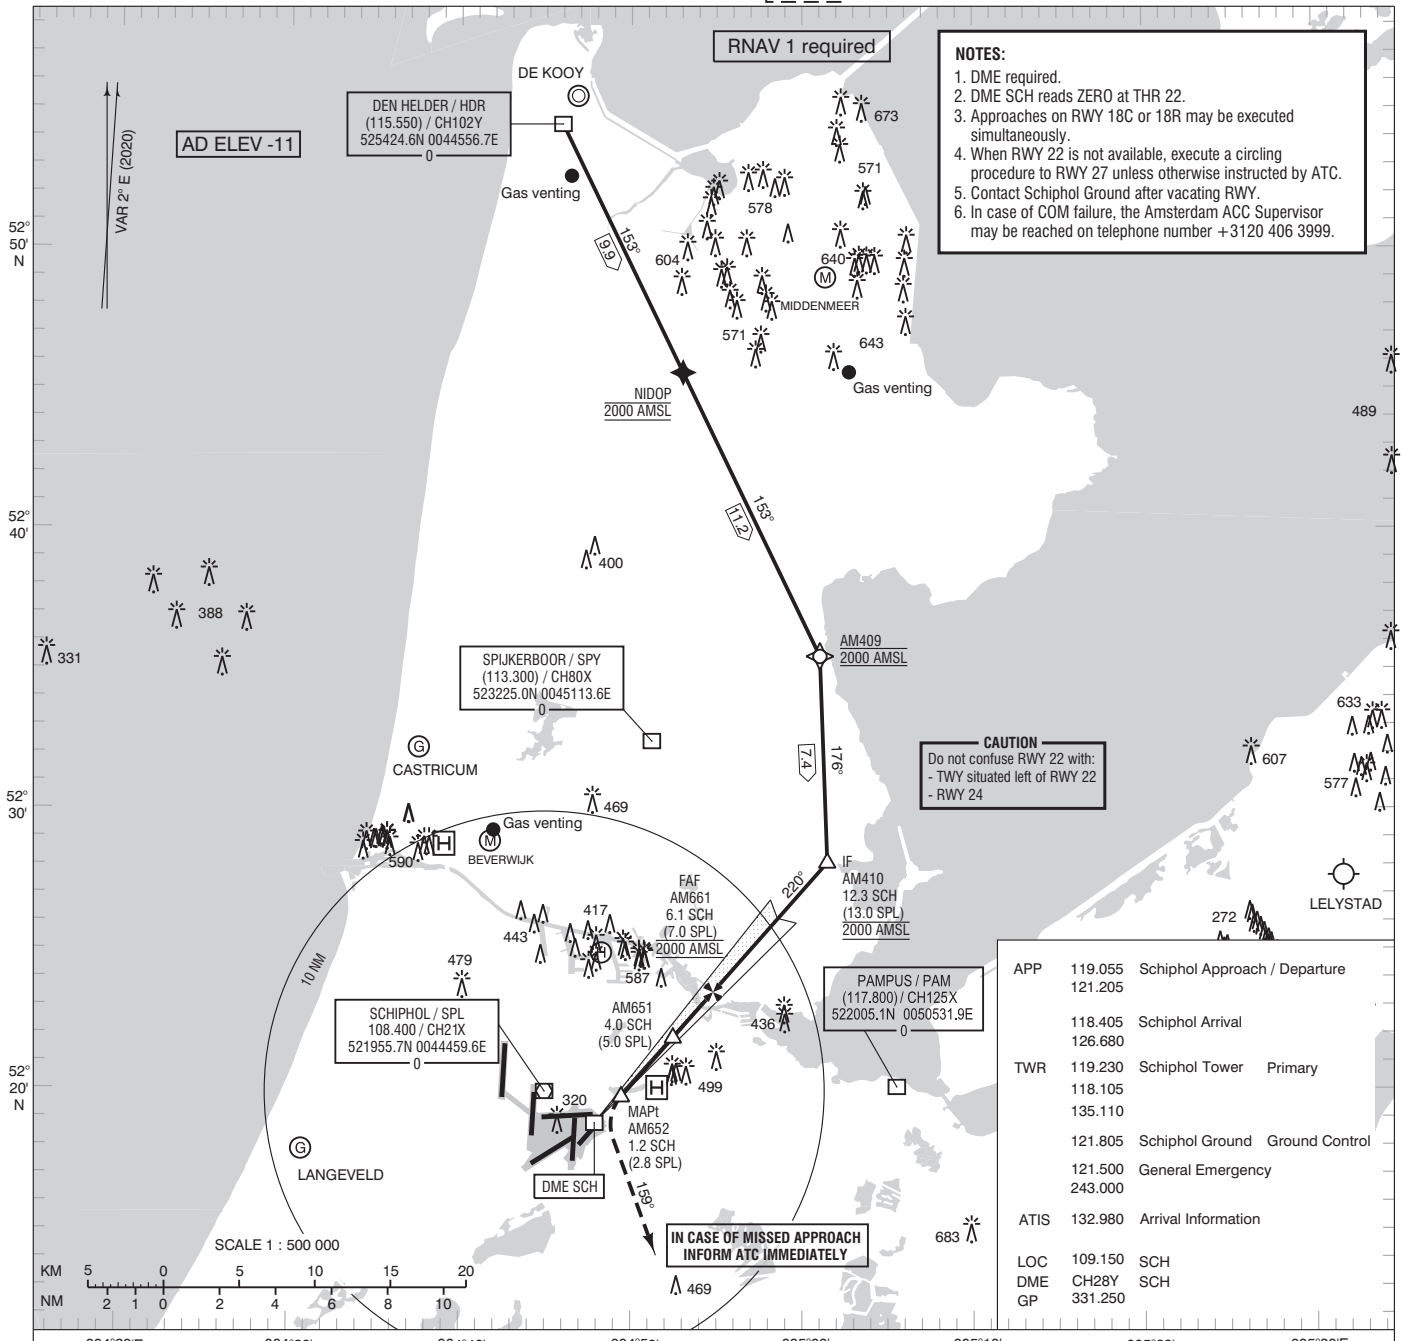 RNAV 1 required
NOTES:
1. DME required.
2. DME SCH reads ZERO at THR 22.
3. Approaches on RWY 18C or 18R may be executed
simultaneously.
4. When RWY 22 is not available, execute a circling
procedure to RWY 27 unless otherwise instructed by ATC.
5. Contact Schiphol Ground after vacating RWY.
6. In case of COM failure, the Amsterdam ACC Supervisor
may be reached on telephone number +3120 406 3999.
DE KOOY
DEN HELDER / HDR
(115.550) / CH102Y
525424.6N 0044556.7E
0
AD ELEV -11
VAR 2° E (2020)
Gas venting
673
571
578
52°
50'
N
9.9
153°
604
640
M
MIDDENMEER
571
643
Gas venting
NIDOP
2000 AMSL
489
52°
40'
11.2
153°
400
388
331
AM409
2000 AMSL
SPIJKERBOOR / SPY
(113.300) / CH80X
523225.0N 0045113.6E
0
633
607
577
G
CASTRICUM
7.4
176°
CAUTION
Do not confuse RWY 22 with:
- TWY situated left of RWY 22
- RWY 24
52°
30'
469
Gas venting
M
BEVERWIJK
H
590
IF
AM410
12.3 SCH
(13.0 SPL)
2000 AMSL
220°
FAF
AM661
6.1 SCH
(7.0 SPL)
2000 AMSL
LELYSTAD
272
417
443
H
587
479
10 NM
SCHIPHOL / SPL
108.400 / CH21X
521955.7N 0044459.6E
0
AM651
4.0 SCH
(5.0 SPL)
436
PAMPUS / PAM
(117.800) / CH125X
522005.1N 0050531.9E
0
52°
20'
N
320
H
499
MAPt
AM652
1.2 SCH
(2.8 SPL)
G
LANGEVELD
DME SCH
159°
IN CASE OF MISSED APPROACH
INFORM ATC IMMEDIATELY
683
469
SCALE 1 : 500 000
KM 5 0 5 10 15 20
NM 2 1 0 2 4 6 8 10
APP 119.055 Schiphol Approach / Departure
121.205
118.405 Schiphol Arrival
126.680
TWR 119.230 Schiphol Tower Primary
118.105
135.110
121.805 Schiphol Ground Ground Control
121.500 General Emergency
243.000
ATIS 132.980 Arrival Information
LOC 109.150 SCH
DME CH28Y SCH
GP 331.250